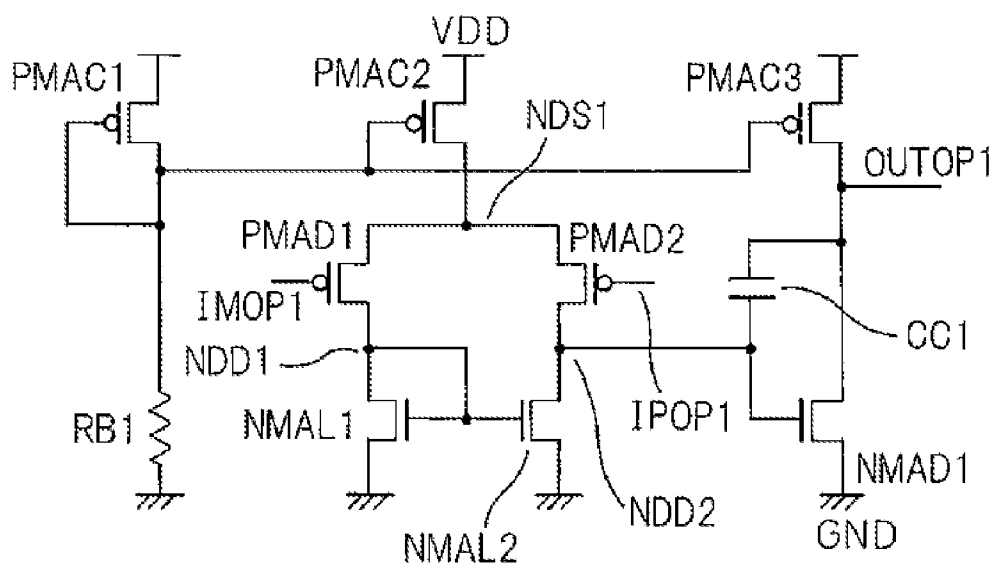 VDD
PMAC1
PMAC2
PMAC3
NDS1
OUTOP1
PMAD1
PMAD2
IMOP1
CC1
NDD1
RB1
NMAL1
IPOP1
NMAD1
NDD2
NMAL2
GND